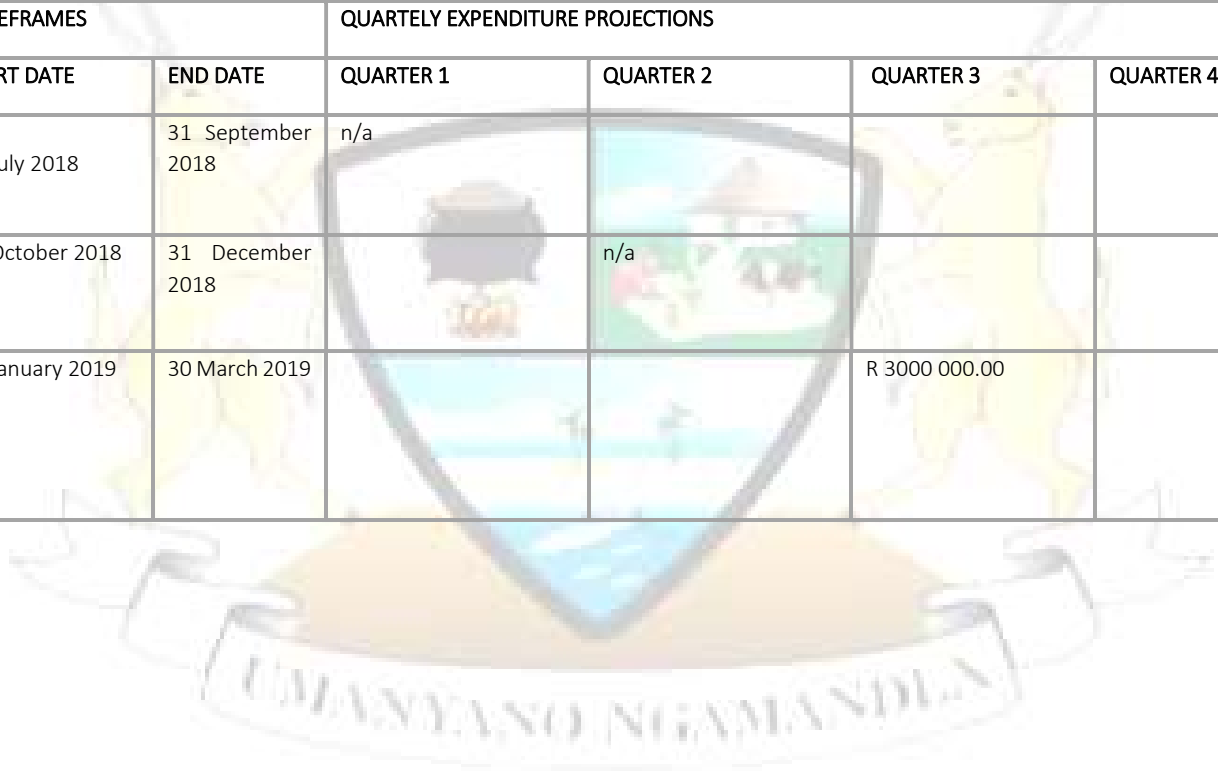 EFRAMES QUARTELY EXPENDITURE PROJECTIONS
RT DATE END DATE QUARTER 1 QUARTER 2 QUARTER 3 QUARTER 4
31 September n/a
uly 2018 2018
October 2018 31 December n/a
2018
anuary 2019 30 March 2019 R 3000 000.00
UMANYANO NGAMANDLA